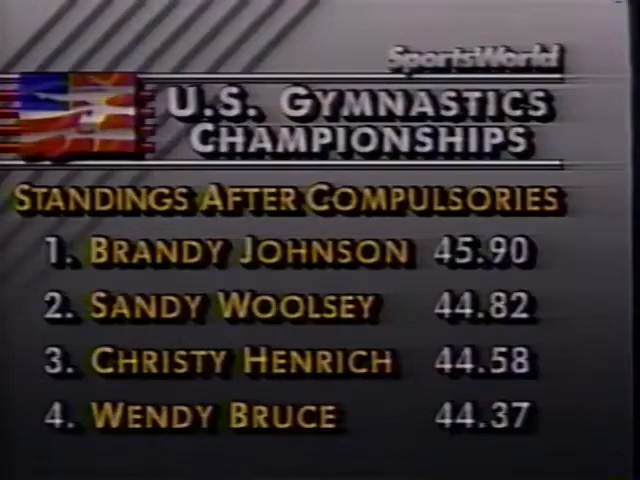 SportsWorld
U.S. GYMNASTICS
CHAMPIONSHIPS
STANDINGS AFTER COMPULSORIES
1. BRANDY JOHNSON 45.90
2. SANDY WOOLSEY 44.82
3. CHRISTY HENRICH 44.58
4. WENDY BRUCE 44.37